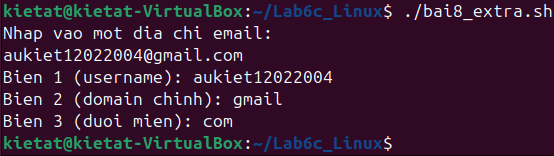 kietat@kietat-VirtualBox:~/Lab6c_Linux$ ./bai8_extra.sh
Nhap vao mot dia chi email:
aukiet12022004@gmail.com
Bien 1 (username): aukiet12022004
Bien 2 (domain chinh): gmail
Bien 3 (duoi mien): com
kietat@kietat-VirtualBox:~/Lab6c_Linux$